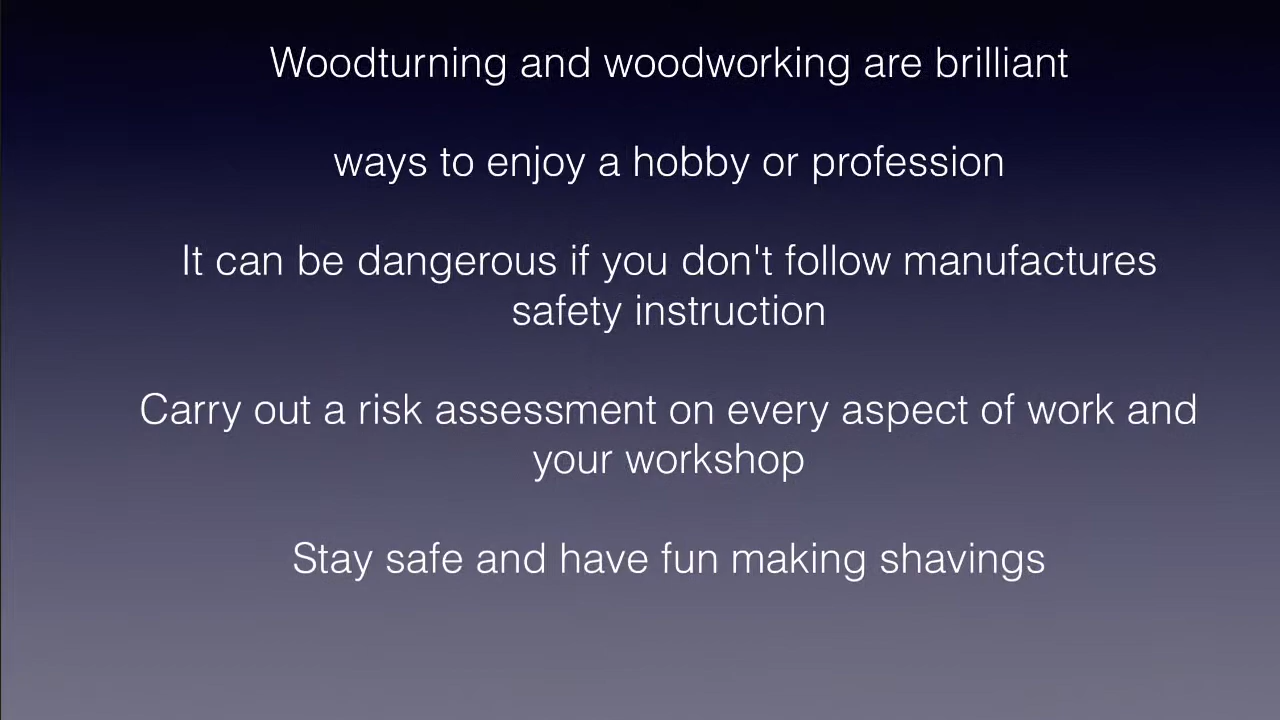 Woodturning and woodworking are brilliant
ways to enjoy a hobby or profession
It can be dangerous if you don't follow manufactures
safety instruction
Carry out a risk assessment on every aspect of work and
your workshop
Stay safe and have fun making shavings